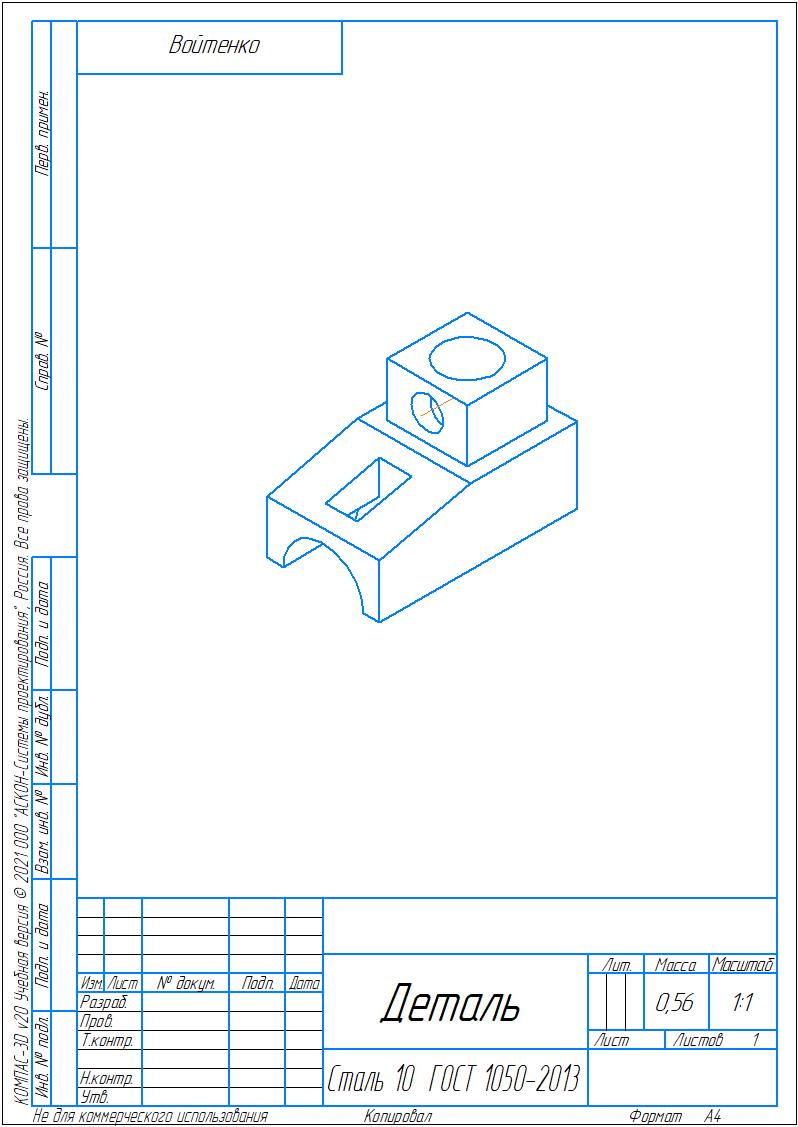 Войтенко
Перв. примен.
Справ. №
Подп. и дата
Инв. № дубл.
Взам. инв. №
Подп. и дата
Инв. № подл.
КОМПАС-3D v20 Учебная версия © 2021 ООО "АСКОН-Системы проектирования", Россия. Все права защищены.
Изм. Лист № докум. Подп. Дата
Разраб.
Пров.
Т.контр.
Н.контр.
Утв.
Деталь
Сталь 10 ГОСТ 1050-2013
Лит. Масса Масштаб
0,56 1:1
Лист Листов 1
Не для коммерческого использования Копировал Формат А4